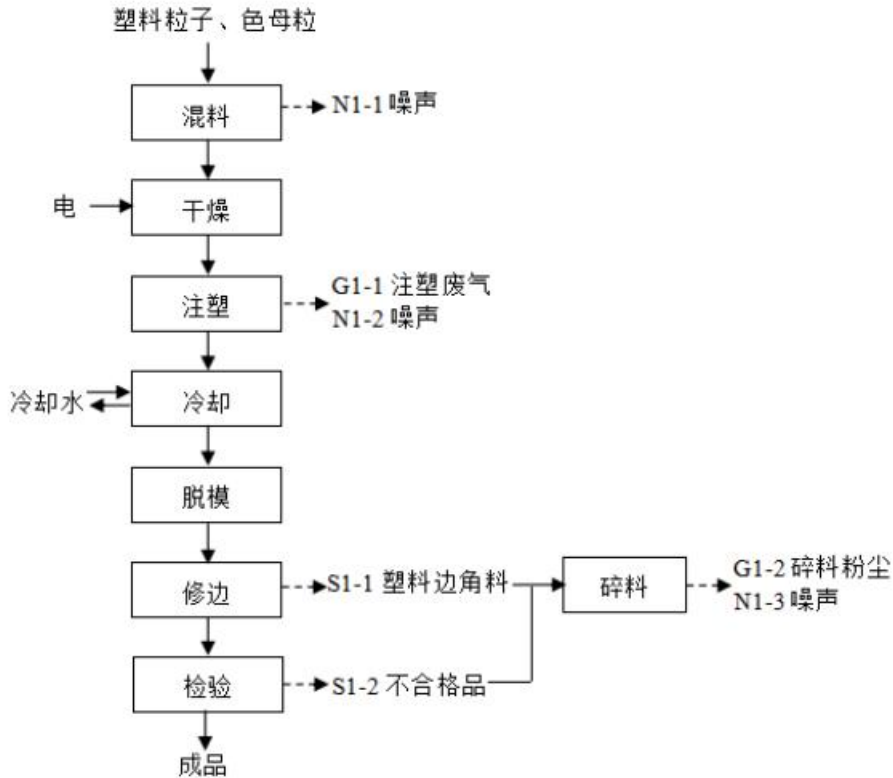 塑料粒子、色母粒
混料
N1-1 噪声
电
干燥
注塑
G1-1 注塑废气
N1-2 噪声
冷却水
冷却
脱模
修边
S1-1 塑料边角料
碎料
G1-2 碎料粉尘
N1-3 噪声
检验
S1-2 不合格品
成品